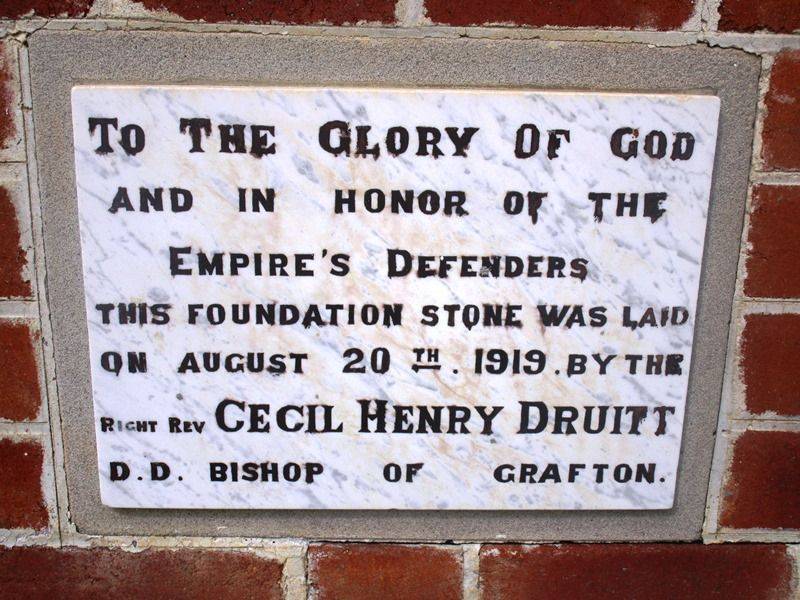 TO THE GLORY OF GOD
AND IN HONOR OF THE
EMPIRE'S DEFENDERS
THIS FOUNDATION STONE WAS LAID
ON AUGUST 20TH. 1919. BY THE
RIGHT REV CECIL HENRY DRUITT
D.D. BISHOP OF GRAFTON.